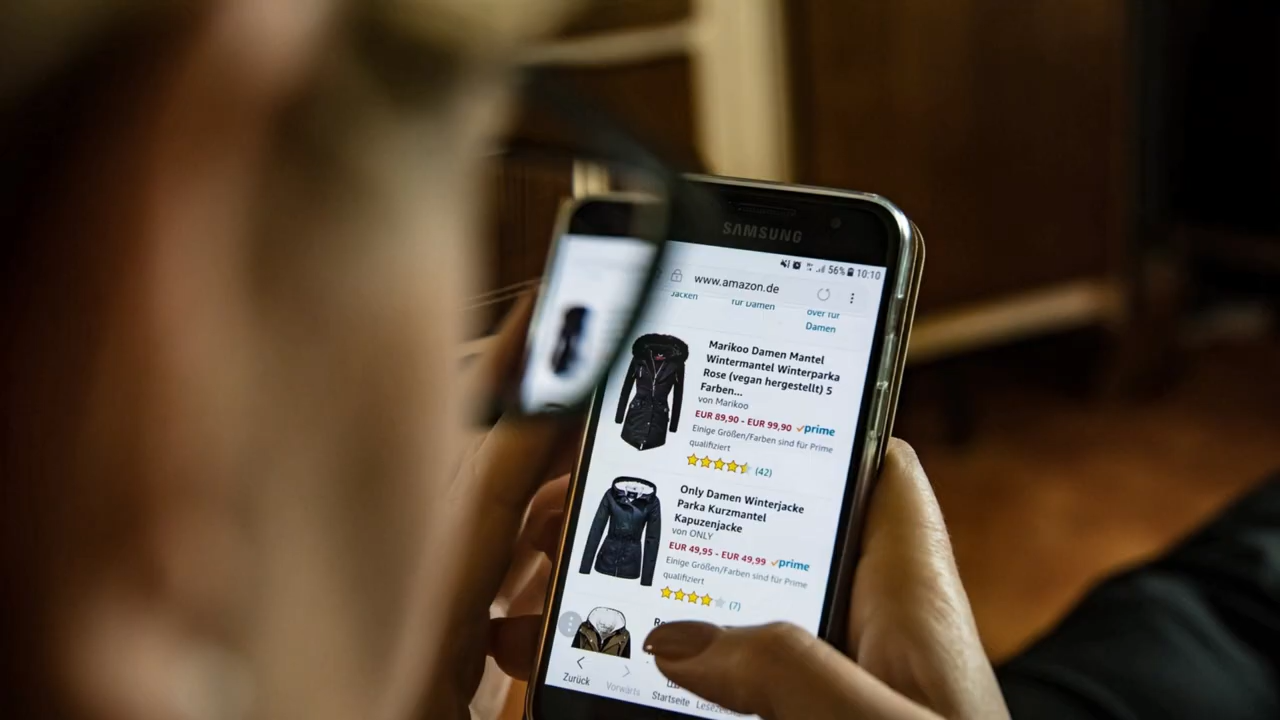 SAMSUNG
56% 10:10
www.amazon.de
Jacken
für Damen
over für
Damen
Marikoo Damen Mantel
Wintermantel Winterparka
Rose (vegan hergestellt) 5
Farben...
von Marikoo
EUR 89,90 - EUR 99,90 prime
Einige Größen/Farben sind für Prime
qualifiziert
(42)
Only Damen Winterjacke
Parka Kurzmantel
Kapuzenjacke
von ONLY
EUR 49,95 - EUR 49,99 prime
Einige Größen/Farben sind für Prime
qualifiziert
(7)
Zurück
Vorwärts
Startseite